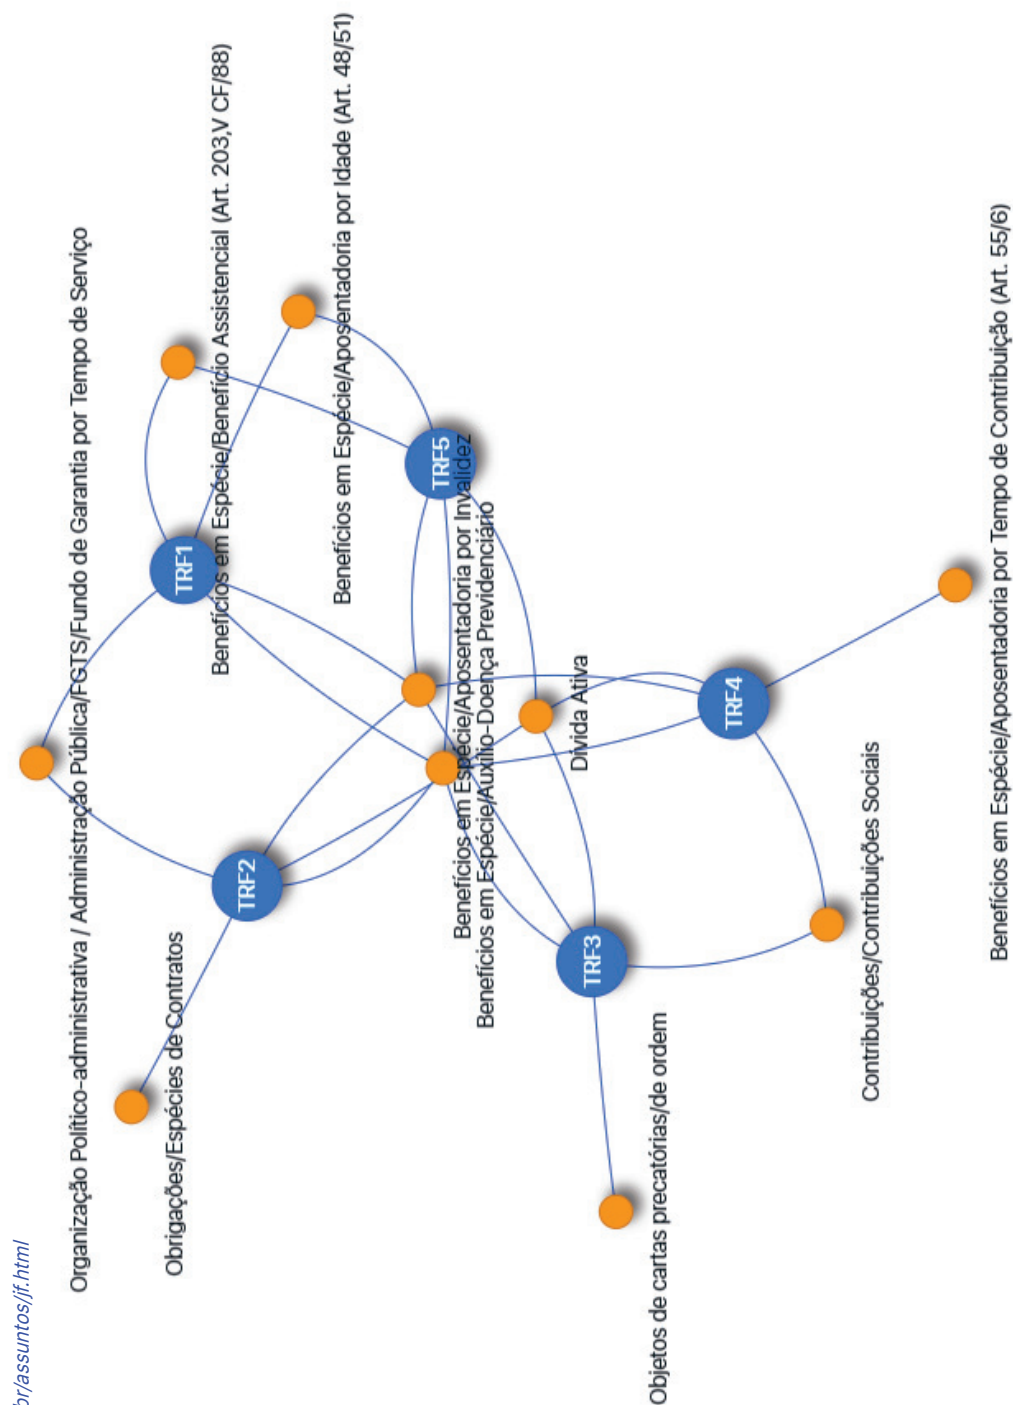 br/assuntos/jf.html
Organização Político-administrativa / Administração Pública/FGTS/Fundo de Garantia por Tempo de Serviço
Obrigações/Espécies de Contratos
TRF1
Benefícios em Espécie/Benefício Assistencial (Art. 203,V CF/88)
TRF2
Benefícios em Espécie/Aposentadoria por Idade (Art. 48/51)
TRF5
Benefícios em Espécie/Aposentadoria por Invalidez
Benefícios em Espécie/Auxílio-Doença Previdenciário
Dívida Ativa
TRF3
Objetos de cartas precatórias/de ordem
TRF4
Contribuições/Contribuições Sociais
Benefícios em Espécie/Aposentadoria por Tempo de Contribuição (Art. 55/6)